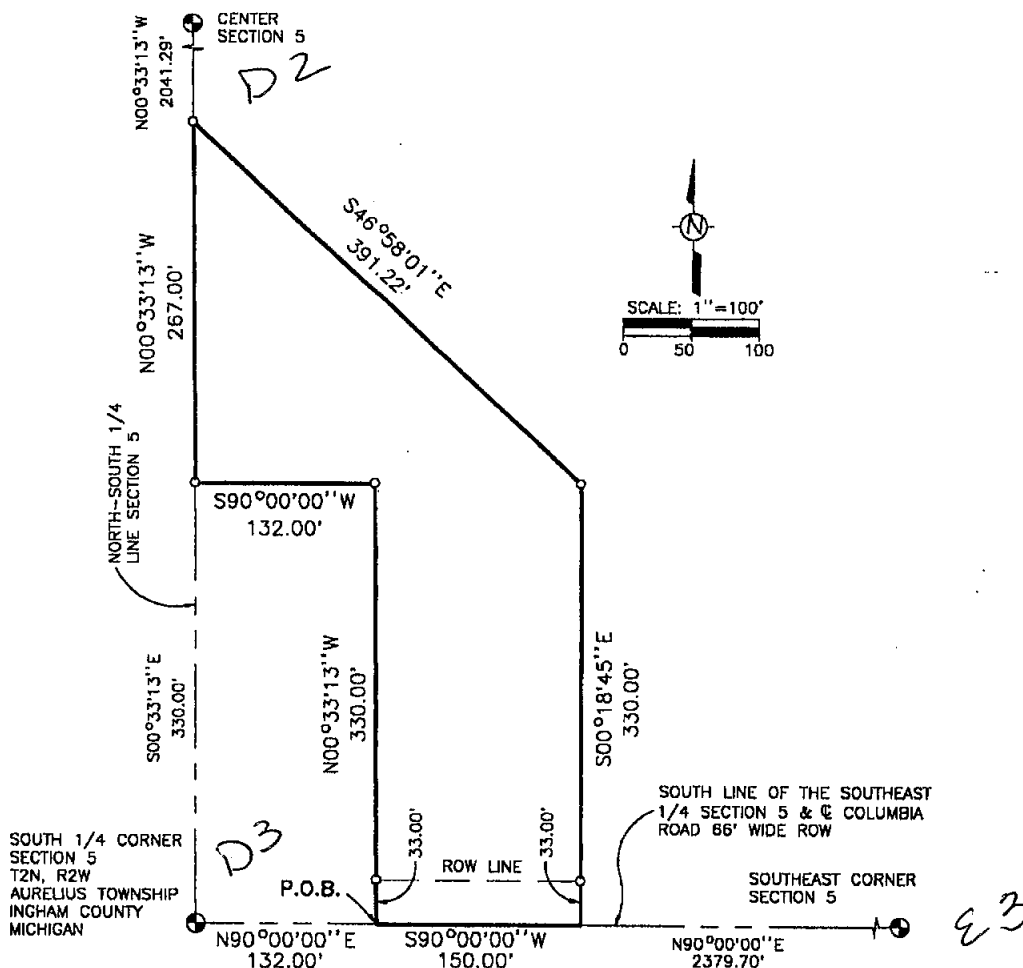 CENTER
SECTION 5
N00°33'13''W
2041.29'
D2
S46°58'01''E
391.22'
N
SCALE: 1''=100'
0 50 100
N00°33'13''W
267.00'
NORTH-SOUTH 1/4
LINE SECTION 5
S90°00'00''W
132.00'
S00°33'13''E
330.00'
N00°33'13''W
330.00'
S00°18'45''E
330.00'
SOUTH LINE OF THE SOUTHEAST
1/4 SECTION 5 & ℄ COLUMBIA
ROAD 66' WIDE ROW
33.00'
33.00'
ROW LINE
SOUTH 1/4 CORNER
SECTION 5
T2N, R2W
AURELIUS TOWNSHIP
INGHAM COUNTY
MICHIGAN
D3
P.O.B.
SOUTHEAST CORNER
SECTION 5
E3
N90°00'00''E
132.00'
S90°00'00''W
150.00'
N90°00'00''E
2379.70'